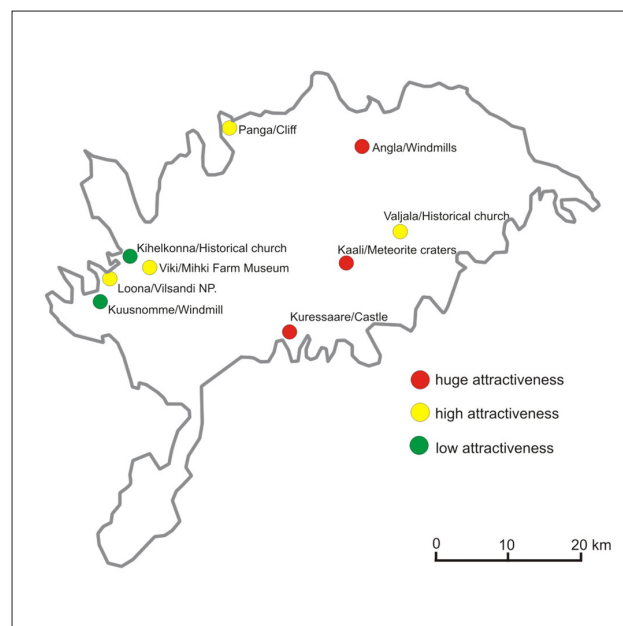 Panga/Cliff
Angla/Windmills
Valjala/Historical church
Kihelkonna/Historical church
Kaali/Meteorite craters
Viki/Mihki Farm Museum
Loona/Vilsandi NP.
Kuusnomme/Windmill
Kuressaare/Castle
huge attractiveness
high attractiveness
low attractiveness
0 10 20 km